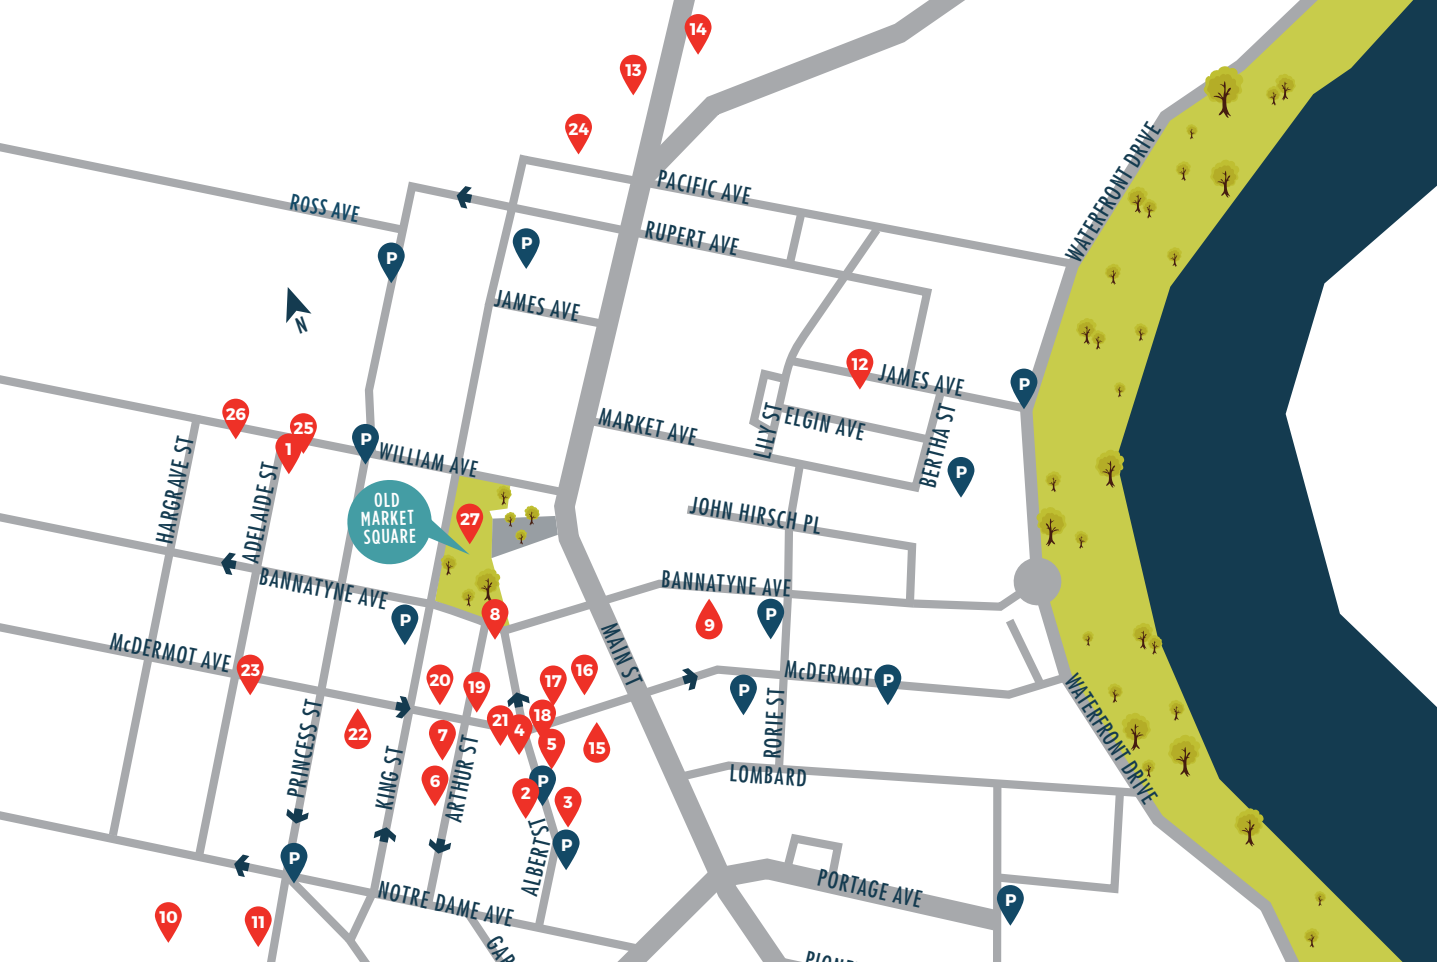 14
13
24
PACIFIC AVE
WATERFRONT DRIVE
ROSS AVE
RUPERT AVE
P
P
JAMES AVE
N
12
JAMES AVE
P
26
25
1
P
WILLIAM AVE
MARKET AVE
LILY ST
ELGIN AVE
BERTHA ST
P
HARGRAVE ST
ADELAIDE ST
OLD
MARKET
SQUARE
27
JOHN HIRSCH PL
BANNATYNE AVE
BANNATYNE AVE
P
8
9
P
MAIN ST
McDERMOT AVE
23
20
19
17
16
McDERMOT
P
P
22
21
4
18
5
15
7
6
PRINCESS ST
KING ST
ARTHUR ST
RORIE ST
WATERFRONT DRIVE
LOMBARD
P
2
3
P
ALBERT ST
P
NOTRE DAME AVE
PORTAGE AVE
P
10
11